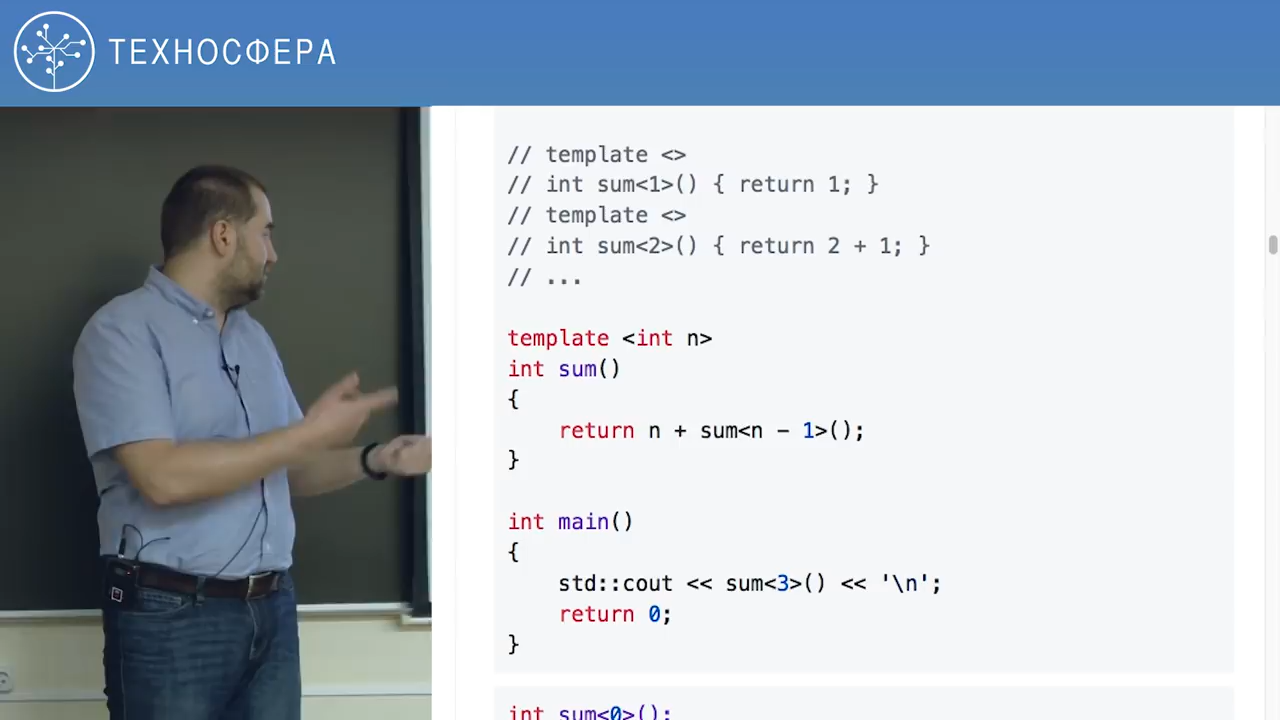 ТЕХНОСФЕРА
// template <>
// int sum<1>() { return 1; }
// template <>
// int sum<2>() { return 2 + 1; }
// ...
template <int n>
int sum()
{
    return n + sum<n - 1>();
}
int main()
{
    std::cout << sum<3>() << '\n';
    return 0;
}
int sum<0>();